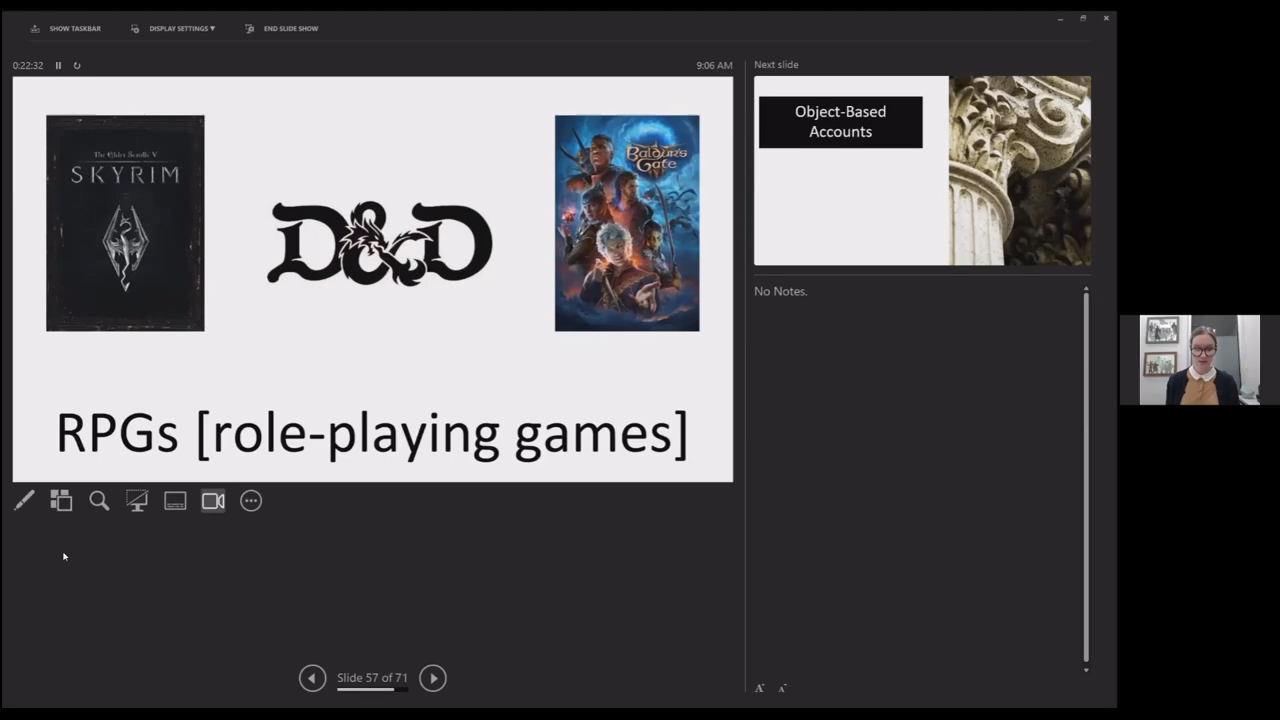 SHOW TASKBAR
DISPLAY SETTINGS ▾
END SLIDE SHOW
0:22:32
9:06 AM
The Elder Scrolls V
SKYRIM
D&D
Baldur's
Gate
RPGs [role-playing games]
Slide 57 of 71
Next slide
Object-Based
Accounts
No Notes.
A
A